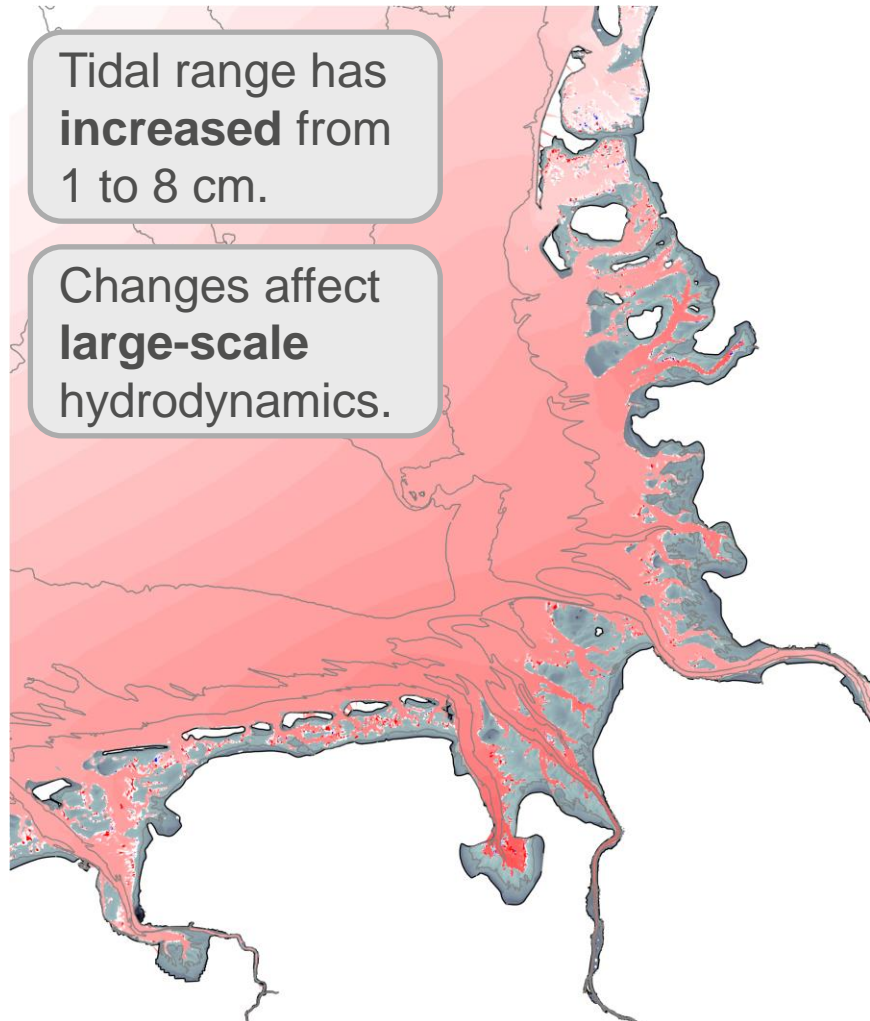 Tidal range has
increased from
1 to 8 cm.
Changes affect
large-scale
hydrodynamics.